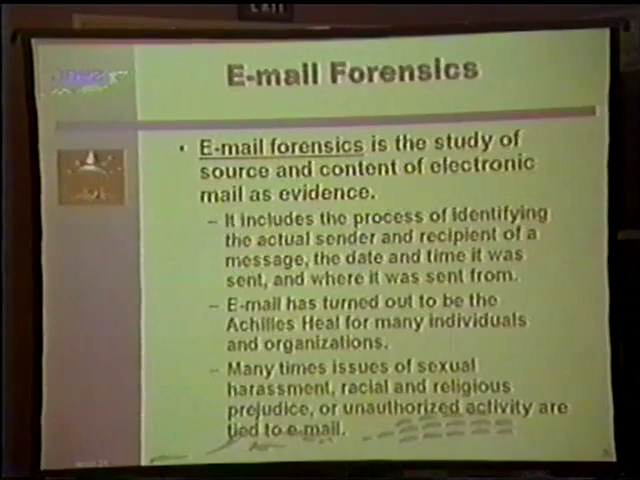 E-mail Forensics
• E-mail forensics is the study of
source and content of electronic
mail as evidence.
– It includes the process of identifying
the actual sender and recipient of a
message, the date and time it was
sent, and where it was sent from.
– E-mail has turned out to be the
Achilles Heal for many individuals
and organizations.
– Many times issues of sexual
harassment, racial and religious
prejudice, or unauthorized activity are
tied to e-mail.